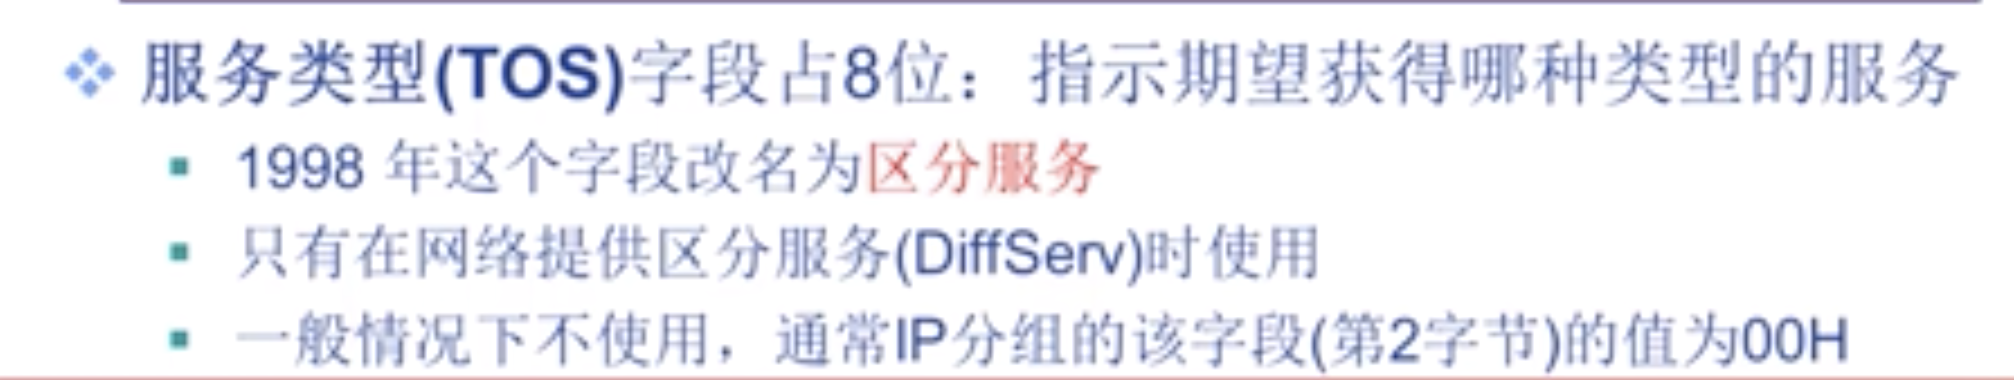 服务类型(TOS)字段占8位：指示期望获得哪种类型的服务
1998 年这个字段改名为区分服务
只有在网络提供区分服务(DiffServ)时使用
一般情况下不使用，通常IP分组的该字段(第2字节)的值为00H